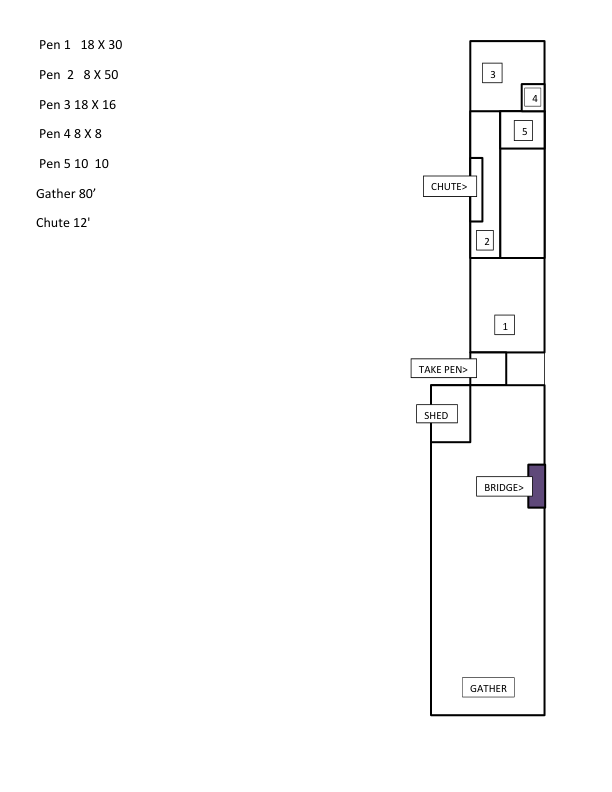 Pen 1 18 X 30
Pen 2 8 X 50
Pen 3 18 X 16
Pen 4 8 X 8
Pen 5 10 10
Gather 80’
Chute 12'
3
4
5
CHUTE>
2
1
TAKE PEN>
SHED
BRIDGE>
GATHER